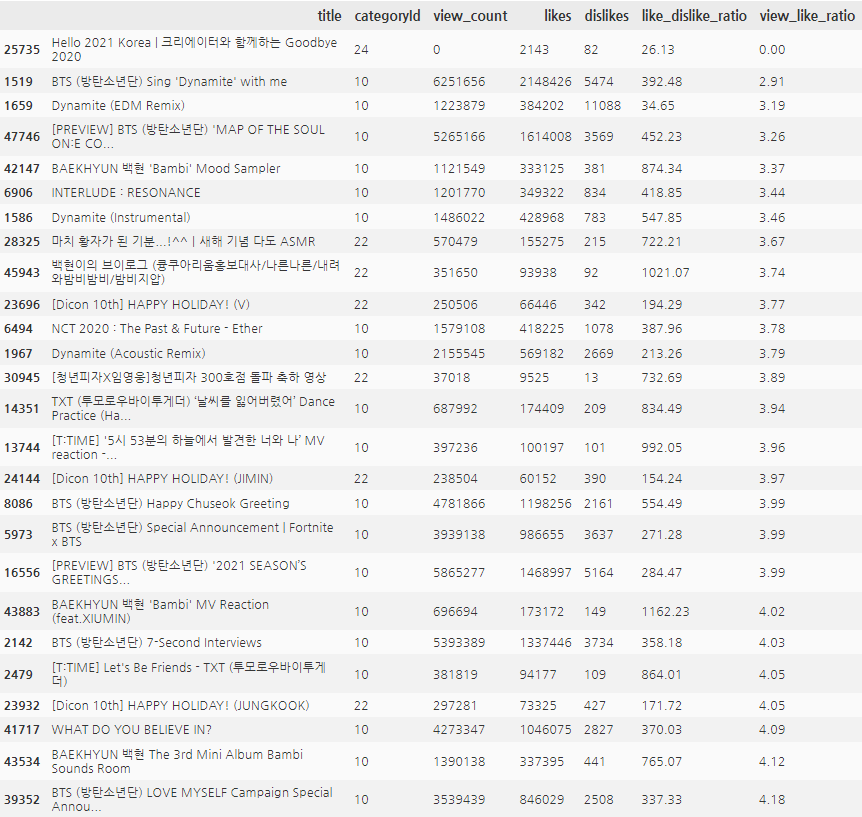 title categoryId view_count likes dislikes like_dislike_ratio view_like_ratio
25735 Hello 2021 Korea | 크리에이터와 함께하는 Goodbye 2020 24 0 2143 82 26.13 0.00
1519 BTS (방탄소년단) Sing 'Dynamite' with me 10 6251656 2148426 5474 392.48 2.91
1659 Dynamite (EDM Remix) 10 1223879 384202 11088 34.65 3.19
47746 [PREVIEW] BTS (방탄소년단) 'MAP OF THE SOUL ON:E CO... 10 5265166 1614008 3569 452.23 3.26
42147 BAEKHYUN 백현 'Bambi' Mood Sampler 10 1121549 333125 381 874.34 3.37
6906 INTERLUDE : RESONANCE 10 1201770 349322 834 418.85 3.44
1586 Dynamite (Instrumental) 10 1486022 428968 783 547.85 3.46
28325 마치 황자가 된 기분...!^^ | 새해 기념 다도 ASMR 22 570479 155275 215 722.21 3.67
45943 백현이의 브이로그 (큥쿠아리움홍보대사/나른나른/내려와밤비밤비/밤비지압) 22 351650 93938 92 1021.07 3.74
23696 [Dicon 10th] HAPPY HOLIDAY! (V) 22 250506 66446 342 194.29 3.77
6494 NCT 2020 : The Past & Future - Ether 10 1579108 418225 1078 387.96 3.78
1967 Dynamite (Acoustic Remix) 10 2155545 569182 2669 213.26 3.79
30945 [청년피자X임영웅]청년피자 300호점 돌파 축하 영상 22 37018 9525 13 732.69 3.89
14351 TXT (투모로우바이투게더) ‘날씨를 잃어버렸어’ Dance Practice (Ha... 10 687992 174409 209 834.49 3.94
13744 [T:TIME] '5시 53분의 하늘에서 발견한 너와 나’ MV reaction -... 10 397236 100197 101 992.05 3.96
24144 [Dicon 10th] HAPPY HOLIDAY! (JIMIN) 22 238504 60152 390 154.24 3.97
8086 BTS (방탄소년단) Happy Chuseok Greeting 10 4781866 1198256 2161 554.49 3.99
5973 BTS (방탄소년단) Special Announcement | Fortnite x BTS 10 3939138 986655 3637 271.28 3.99
16556 [PREVIEW] BTS (방탄소년단) '2021 SEASON’S GREETINGS... 10 5865277 1468997 5164 284.47 3.99
43883 BAEKHYUN 백현 'Bambi' MV Reaction (feat.XIUMIN) 10 696694 173172 149 1162.23 4.02
2142 BTS (방탄소년단) 7-Second Interviews 10 5393389 1337446 3734 358.18 4.03
2479 [T:TIME] Let's Be Friends - TXT (투모로우바이투게더) 10 381819 94177 109 864.01 4.05
23932 [Dicon 10th] HAPPY HOLIDAY! (JUNGKOOK) 22 297281 73325 427 171.72 4.05
41717 WHAT DO YOU BELIEVE IN? 10 4273347 1046075 2827 370.03 4.09
43534 BAEKHYUN 백현 The 3rd Mini Album Bambi Sounds Room 10 1390138 337395 441 765.07 4.12
39352 BTS (방탄소년단) LOVE MYSELF Campaign Special Annou... 10 3539439 846029 2508 337.33 4.18